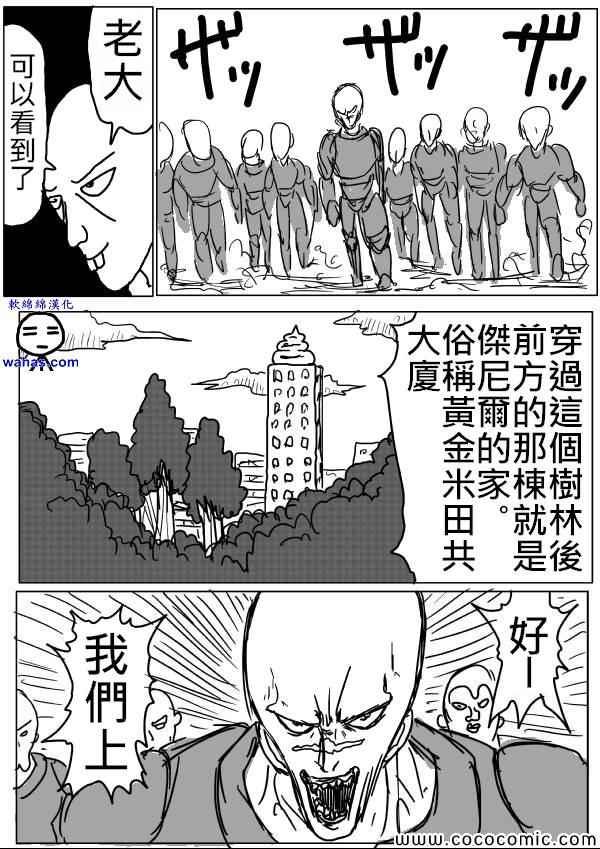 ザッ
ザッ
ザッ
老大
可以看到了
軟綿綿漢化
wahas.com
穿過這個樹林後
前方的那棟就是
傑尼爾的家。
俗稱黃金米田共
大廈
好ー
我們上
www.cococomic.com